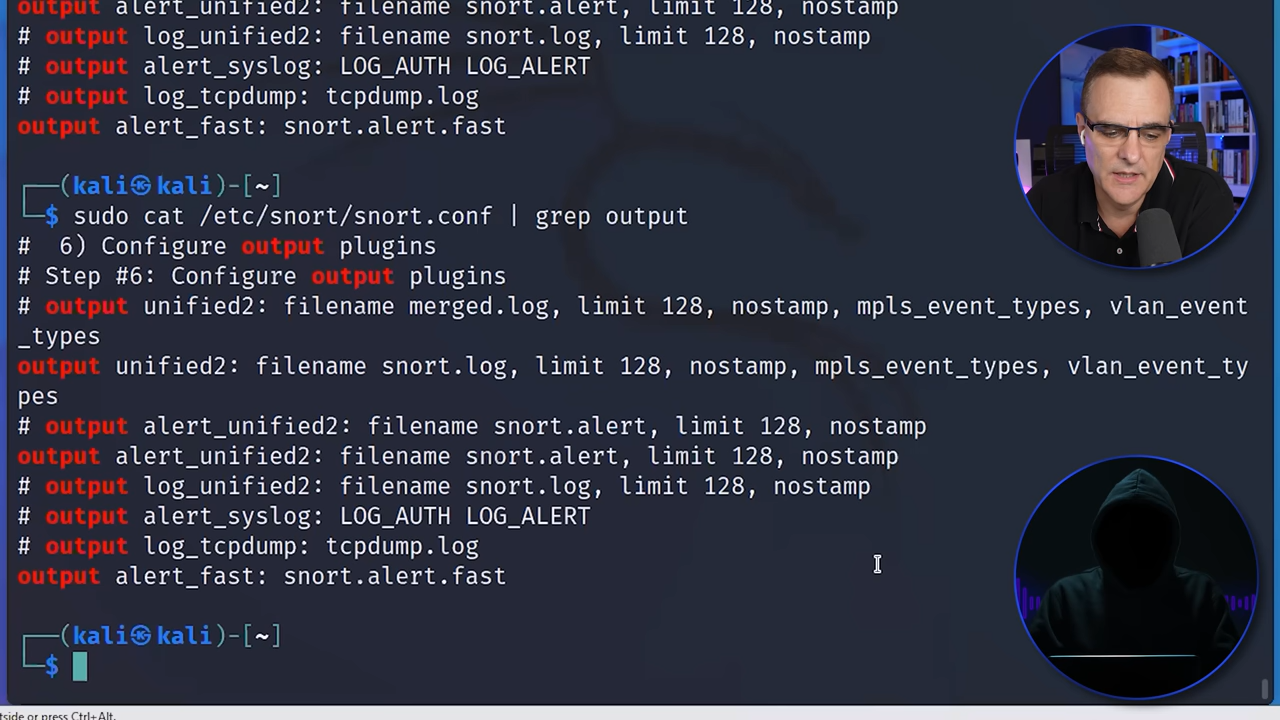 output alert_unified2: filename snort.alert, limit 128, nostamp
# output log_unified2: filename snort.log, limit 128, nostamp
# output alert_syslog: LOG_AUTH LOG_ALERT
# output log_tcpdump: tcpdump.log
output alert_fast: snort.alert.fast
┌──(kali㉿kali)-[~]
└─$ sudo cat /etc/snort/snort.conf | grep output
#  6) Configure output plugins
# Step #6: Configure output plugins
# output unified2: filename merged.log, limit 128, nostamp, mpls_event_types, vlan_event
_types
output unified2: filename snort.log, limit 128, nostamp, mpls_event_types, vlan_event_ty
pes
# output alert_unified2: filename snort.alert, limit 128, nostamp
output alert_unified2: filename snort.alert, limit 128, nostamp
# output log_unified2: filename snort.log, limit 128, nostamp
# output alert_syslog: LOG_AUTH LOG_ALERT
# output log_tcpdump: tcpdump.log
output alert_fast: snort.alert.fast
┌──(kali㉿kali)-[~]
└─$
tside or press Ctrl+Alt.